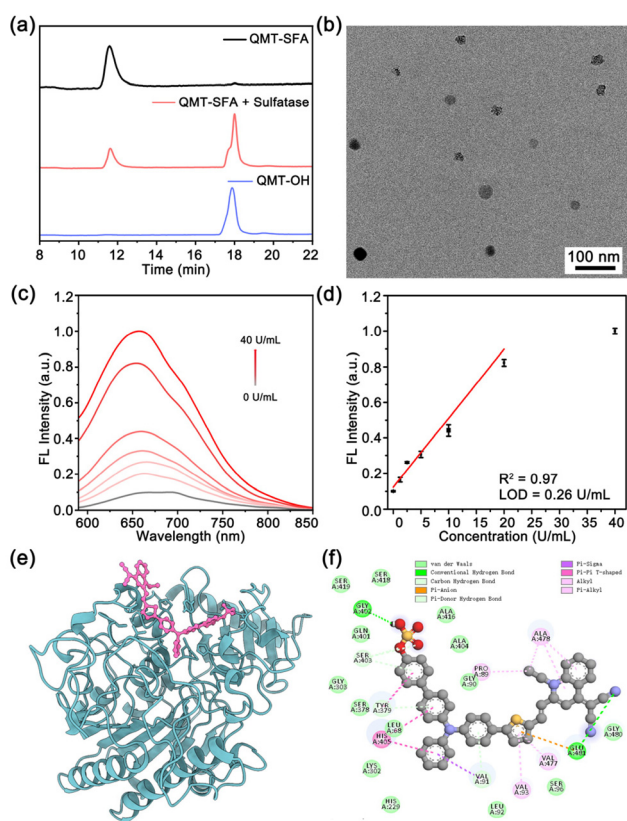 (a)
QMT-SFA
QMT-SFA + Sulfatase
QMT-OH
8 10 12 14 16 18 20 22
Time (min)
(b)
100 nm
(c)
FL Intensity (a.u.)
1.2
1.0
0.8
0.6
0.4
0.2
0.0
40 U/mL
0 U/mL
600 650 700 750 800 850
Wavelength (nm)
(d)
FL Intensity (a.u.)
1.2
1.0
0.8
0.6
0.4
0.2
0.0
R² = 0.97
LOD = 0.26 U/mL
0 5 10 15 20 25 30 35 40
Concentration (U/mL)
(e)
(f)
van der Waals
Conventional Hydrogen Bond
Carbon Hydrogen Bond
Pi-Anion
Pi-Donor Hydrogen Bond
Pi-Sigma
Pi-Pi T-shaped
Alkyl
Pi-Alkyl
SER A:419
SER A:418
GLY A:402
ALA A:416
GLN A:401
ALA A:404
SER A:403
ALA A:478
PRO A:89
GLY A:90
GLY A:303
SER A:378
TYR A:379
LEU A:68
HIS A:405
GLU A:481
GLY A:480
VAL A:477
LYS A:302
VAL A:91
VAL A:93
SER A:96
HIS A:229
LEU A:92